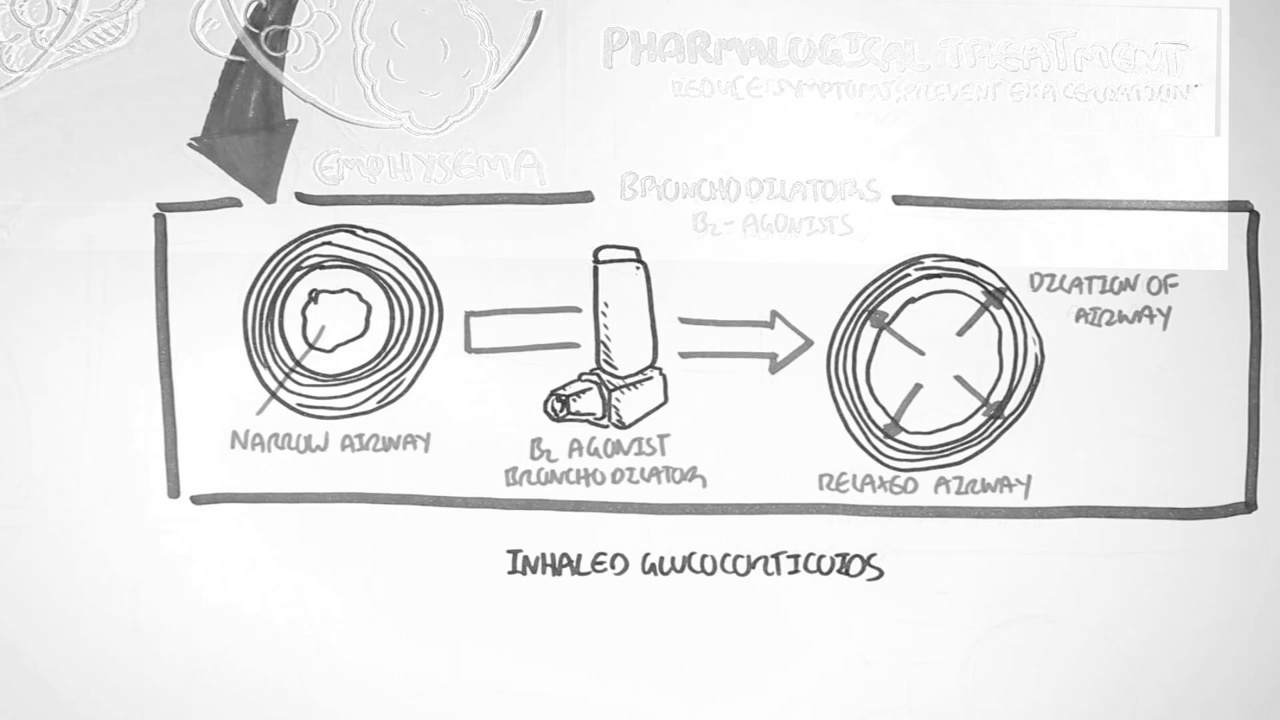 PHARMALOGICAL TREATMENT
REDUCE SYMPTOMS, PREVENT EXACERBATION
EMPHYSEMA
BRONCHODILATORS
B2-AGONISTS
DILATION OF
AIRWAY
NARROW AIRWAY
B2 AGONIST
BRONCHODILATOR
RELAXED AIRWAY
INHALED GLUCOCORTICOIDS